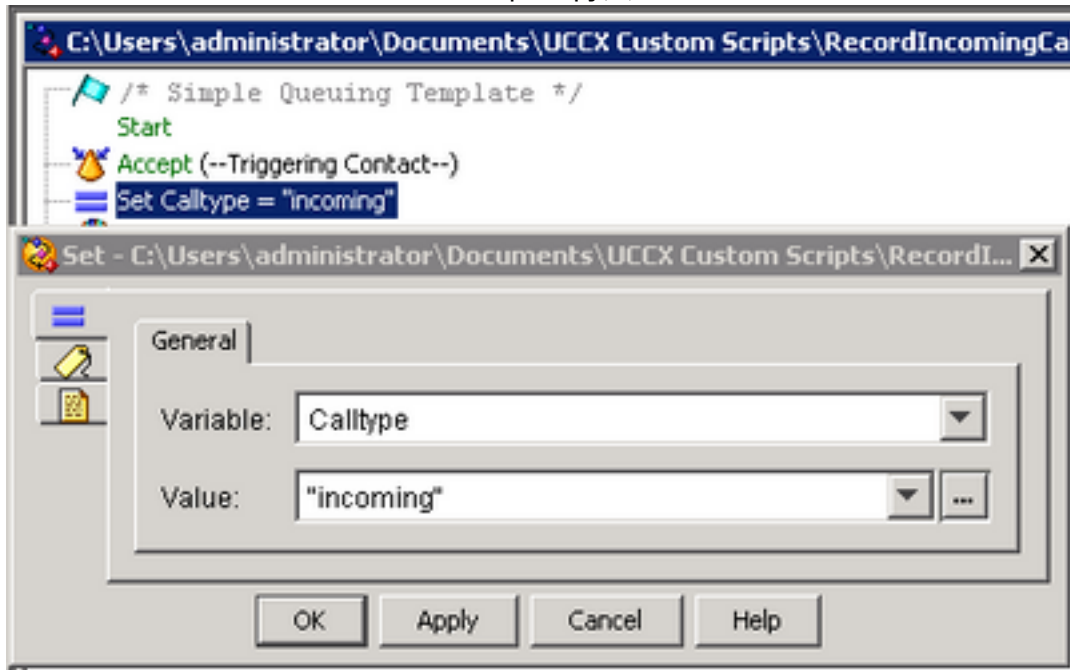 C:\Users\administrator\Documents\UCCX Custom Scripts\RecordIncomingCa
/* Simple Queuing Template */
Start
Accept (--Triggering Contact--)
Set Calltype = "incoming"
Set - C:\Users\administrator\Documents\UCCX Custom Scripts\RecordI...
General
Variable: Calltype
Value: "incoming" ...
OK Apply Cancel Help